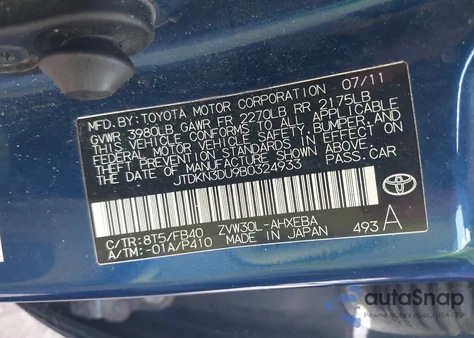 MFD.BY:TOYOTA MOTOR CORPORATION 07/11
GVWR 3980LB GAWR FR 2270LB RR 2175LB
THIS VEHICLE CONFORMS TO ALL APPLICABLE
FEDERAL MOTOR VEHICLE SAFETY, BUMPER, AND
THEFT PREVENTION STANDARDS IN EFFECT ON THE
DATE OF MANUFACTURE SHOWN ABOVE.
JTDKN3DU9B0324933 PASS.CAR
C/TR:8T5/FB40 ZVW30L-AHXEBA
A/TM:-01A/P410 MADE IN JAPAN 493 A
autoSnap